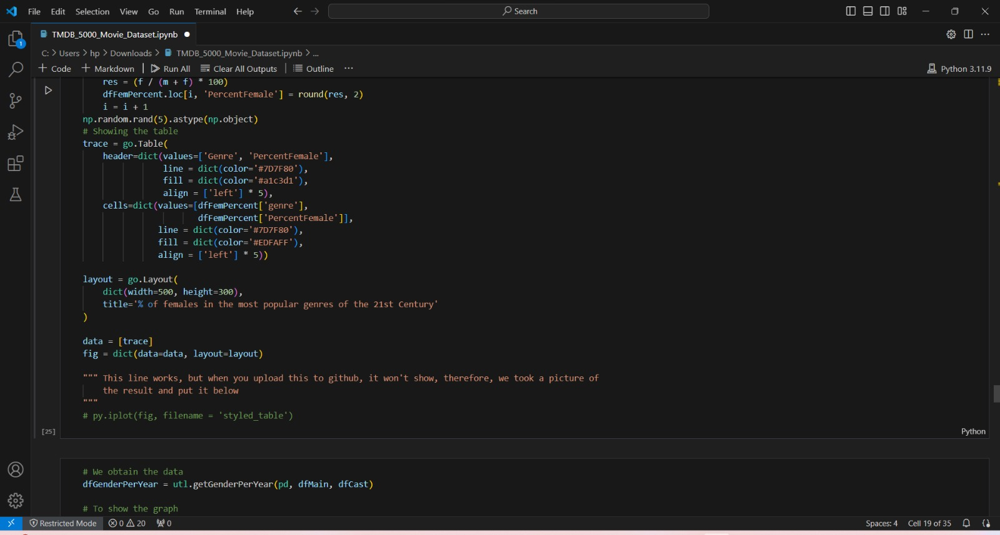 File Edit Selection View Go Run Terminal Help Search
TMDB_5000_Movie_Dataset.ipynb
1
C: > Users > hp > Downloads > TMDB_5000_Movie_Dataset.ipynb > ...
+ Code + Markdown | Run All Clear All Outputs | Outline ... Python 3.11.9
res = (f / (m + f) * 100)
dfFemPercent.loc[i, 'PercentFemale'] = round(res, 2)
i = i + 1
np.random.rand(5).astype(np.object)
# Showing the table
trace = go.Table(
header=dict(values=['Genre', 'PercentFemale'],
line = dict(color='#7D7F80'),
fill = dict(color='#a1c3d1'),
align = ['left'] * 5),
cells=dict(values=[dfFemPercent['genre'],
dfFemPercent['PercentFemale']],
line = dict(color='#7D7F80'),
fill = dict(color='#EDFAFF'),
align = ['left'] * 5))
layout = go.Layout(
dict(width=500, height=300),
title='% of females in the most popular genres of the 21st Century'
)
data = [trace]
fig = dict(data=data, layout=layout)
""" This line works, but when you upload this to github, it won't show, therefore, we took a picture of
the result and put it below
"""
# py.iplot(fig, filename = 'styled_table')
[25] Python
# We obtain the data
dfGenderPerYear = utl.getGenderPerYear(pd, dfMain, dfCast)
# To show the graph
Restricted Mode 0 20 0 Spaces: 4 Cell 19 of 35